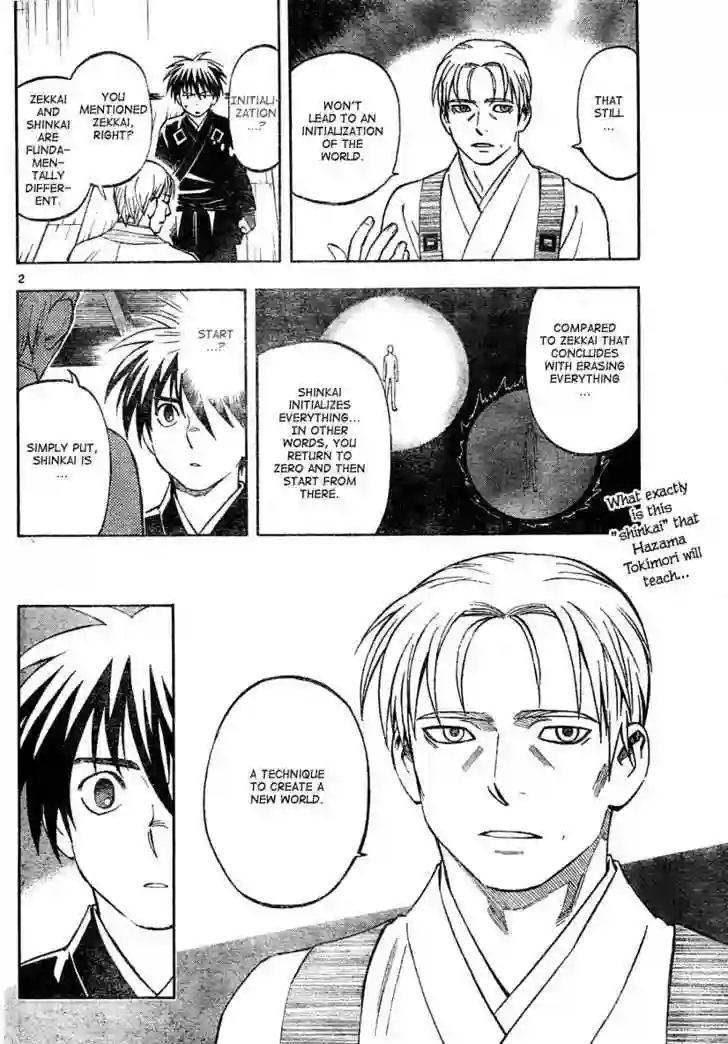 THAT
STILL
...
WON'T
LEAD TO AN
INITIALIZATION
OF THE
WORLD.
INITIALI-
ZATION
...?
YOU
MENTIONED
ZEKKAI,
RIGHT?
ZEKKAI
AND
SHINKAI
ARE
FUNDA-
MEN-
TALLY
DIFFER-
ENT.
2
COMPARED
TO ZEKKAI THAT
CONCLUDES
WITH ERASING
EVERYTHING
...
SHINKAI
INITIALIZES
EVERYTHING...
IN OTHER
WORDS, YOU
RETURN TO
ZERO AND THEN
START FROM
THERE.
START
...?
SIMPLY PUT,
SHINKAI IS
...
What exactly
is this
"shinkai" that
Hazama
Tokimori will
teach...
A TECHNIQUE
TO CREATE A
NEW WORLD.